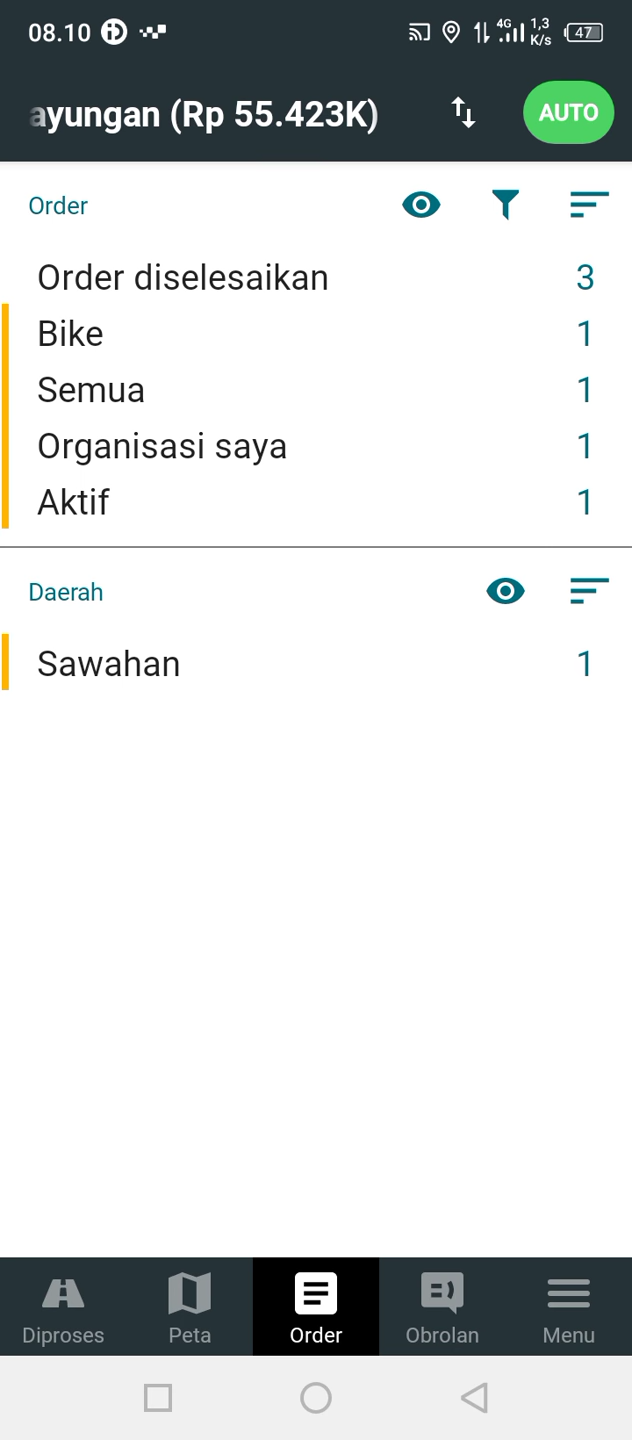 08.10
4G 1,3 K/s 47
ayungan (Rp 55.423K)
AUTO
Order
Order diselesaikan 3
Bike 1
Semua 1
Organisasi saya 1
Aktif 1
Daerah
Sawahan 1
Diproses Peta Order Obrolan Menu